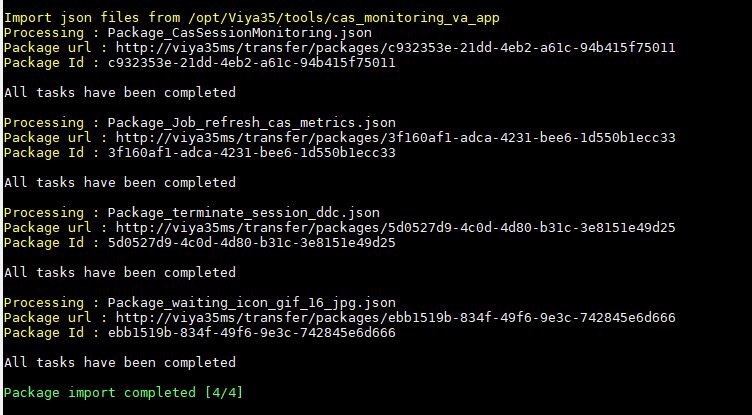 Import json files from /opt/Viya35/tools/cas_monitoring_va_app
Processing : Package_CasSessionMonitoring.json
Package url : http://viya35ms/transfer/packages/c932353e-21dd-4eb2-a61c-94b415f75011
Package Id : c932353e-21dd-4eb2-a61c-94b415f75011
All tasks have been completed
Processing : Package_Job_refresh_cas_metrics.json
Package url : http://viya35ms/transfer/packages/3f160af1-adca-4231-bee6-1d550b1ecc33
Package Id : 3f160af1-adca-4231-bee6-1d550b1ecc33
All tasks have been completed
Processing : Package_terminate_session_ddc.json
Package url : http://viya35ms/transfer/packages/5d0527d9-4c0d-4d80-b31c-3e8151e49d25
Package Id : 5d0527d9-4c0d-4d80-b31c-3e8151e49d25
All tasks have been completed
Processing : Package_waiting_icon_gif_16_jpg.json
Package url : http://viya35ms/transfer/packages/ebb1519b-834f-49f6-9e3c-742845e6d666
Package Id : ebb1519b-834f-49f6-9e3c-742845e6d666
All tasks have been completed
Package import completed [4/4]